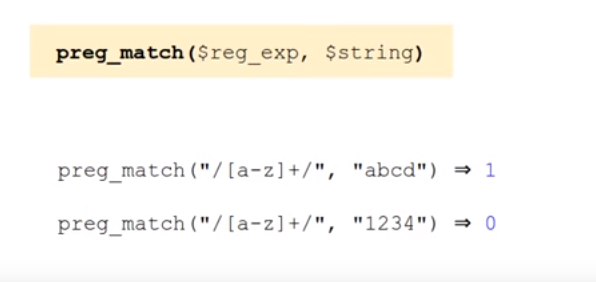 preg_match($reg_exp, $string)
preg_match("/[a-z]+/", "abcd") ⇒ 1
preg_match("/[a-z]+/", "1234") ⇒ 0